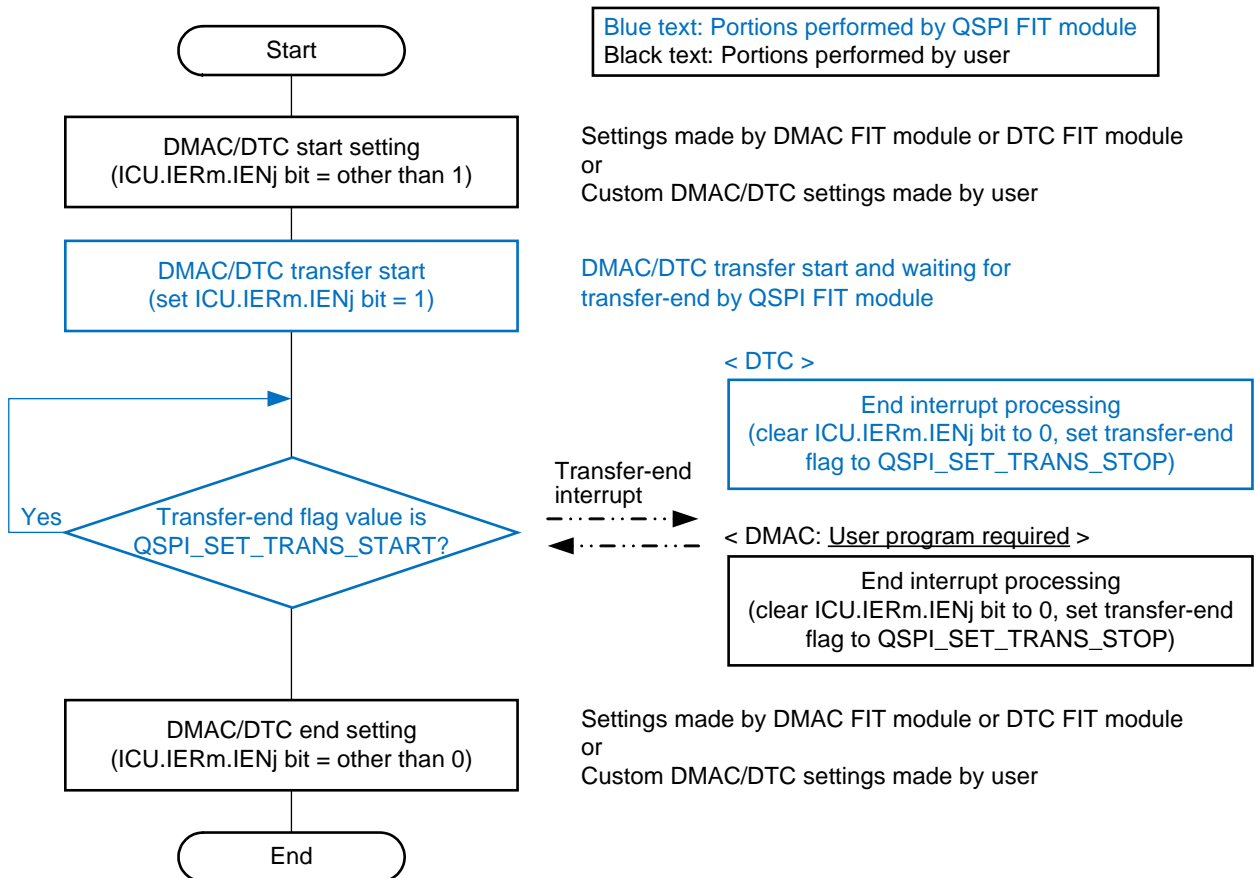 Blue text: Portions performed by QSPI FIT module
Black text: Portions performed by user
Start
DMAC/DTC start setting
(ICU.IERm.IENj bit = other than 1)
Settings made by DMAC FIT module or DTC FIT module
or
Custom DMAC/DTC settings made by user
DMAC/DTC transfer start
(set ICU.IERm.IENj bit = 1)
DMAC/DTC transfer start and waiting for
transfer-end by QSPI FIT module
< DTC >
End interrupt processing
(clear ICU.IERm.IENj bit to 0, set transfer-end
flag to QSPI_SET_TRANS_STOP)
Transfer-end
interrupt
Yes
Transfer-end flag value is
QSPI_SET_TRANS_START?
< DMAC: User program required >
End interrupt processing
(clear ICU.IERm.IENj bit to 0, set transfer-end
flag to QSPI_SET_TRANS_STOP)
DMAC/DTC end setting
(ICU.IERm.IENj bit = other than 0)
Settings made by DMAC FIT module or DTC FIT module
or
Custom DMAC/DTC settings made by user
End